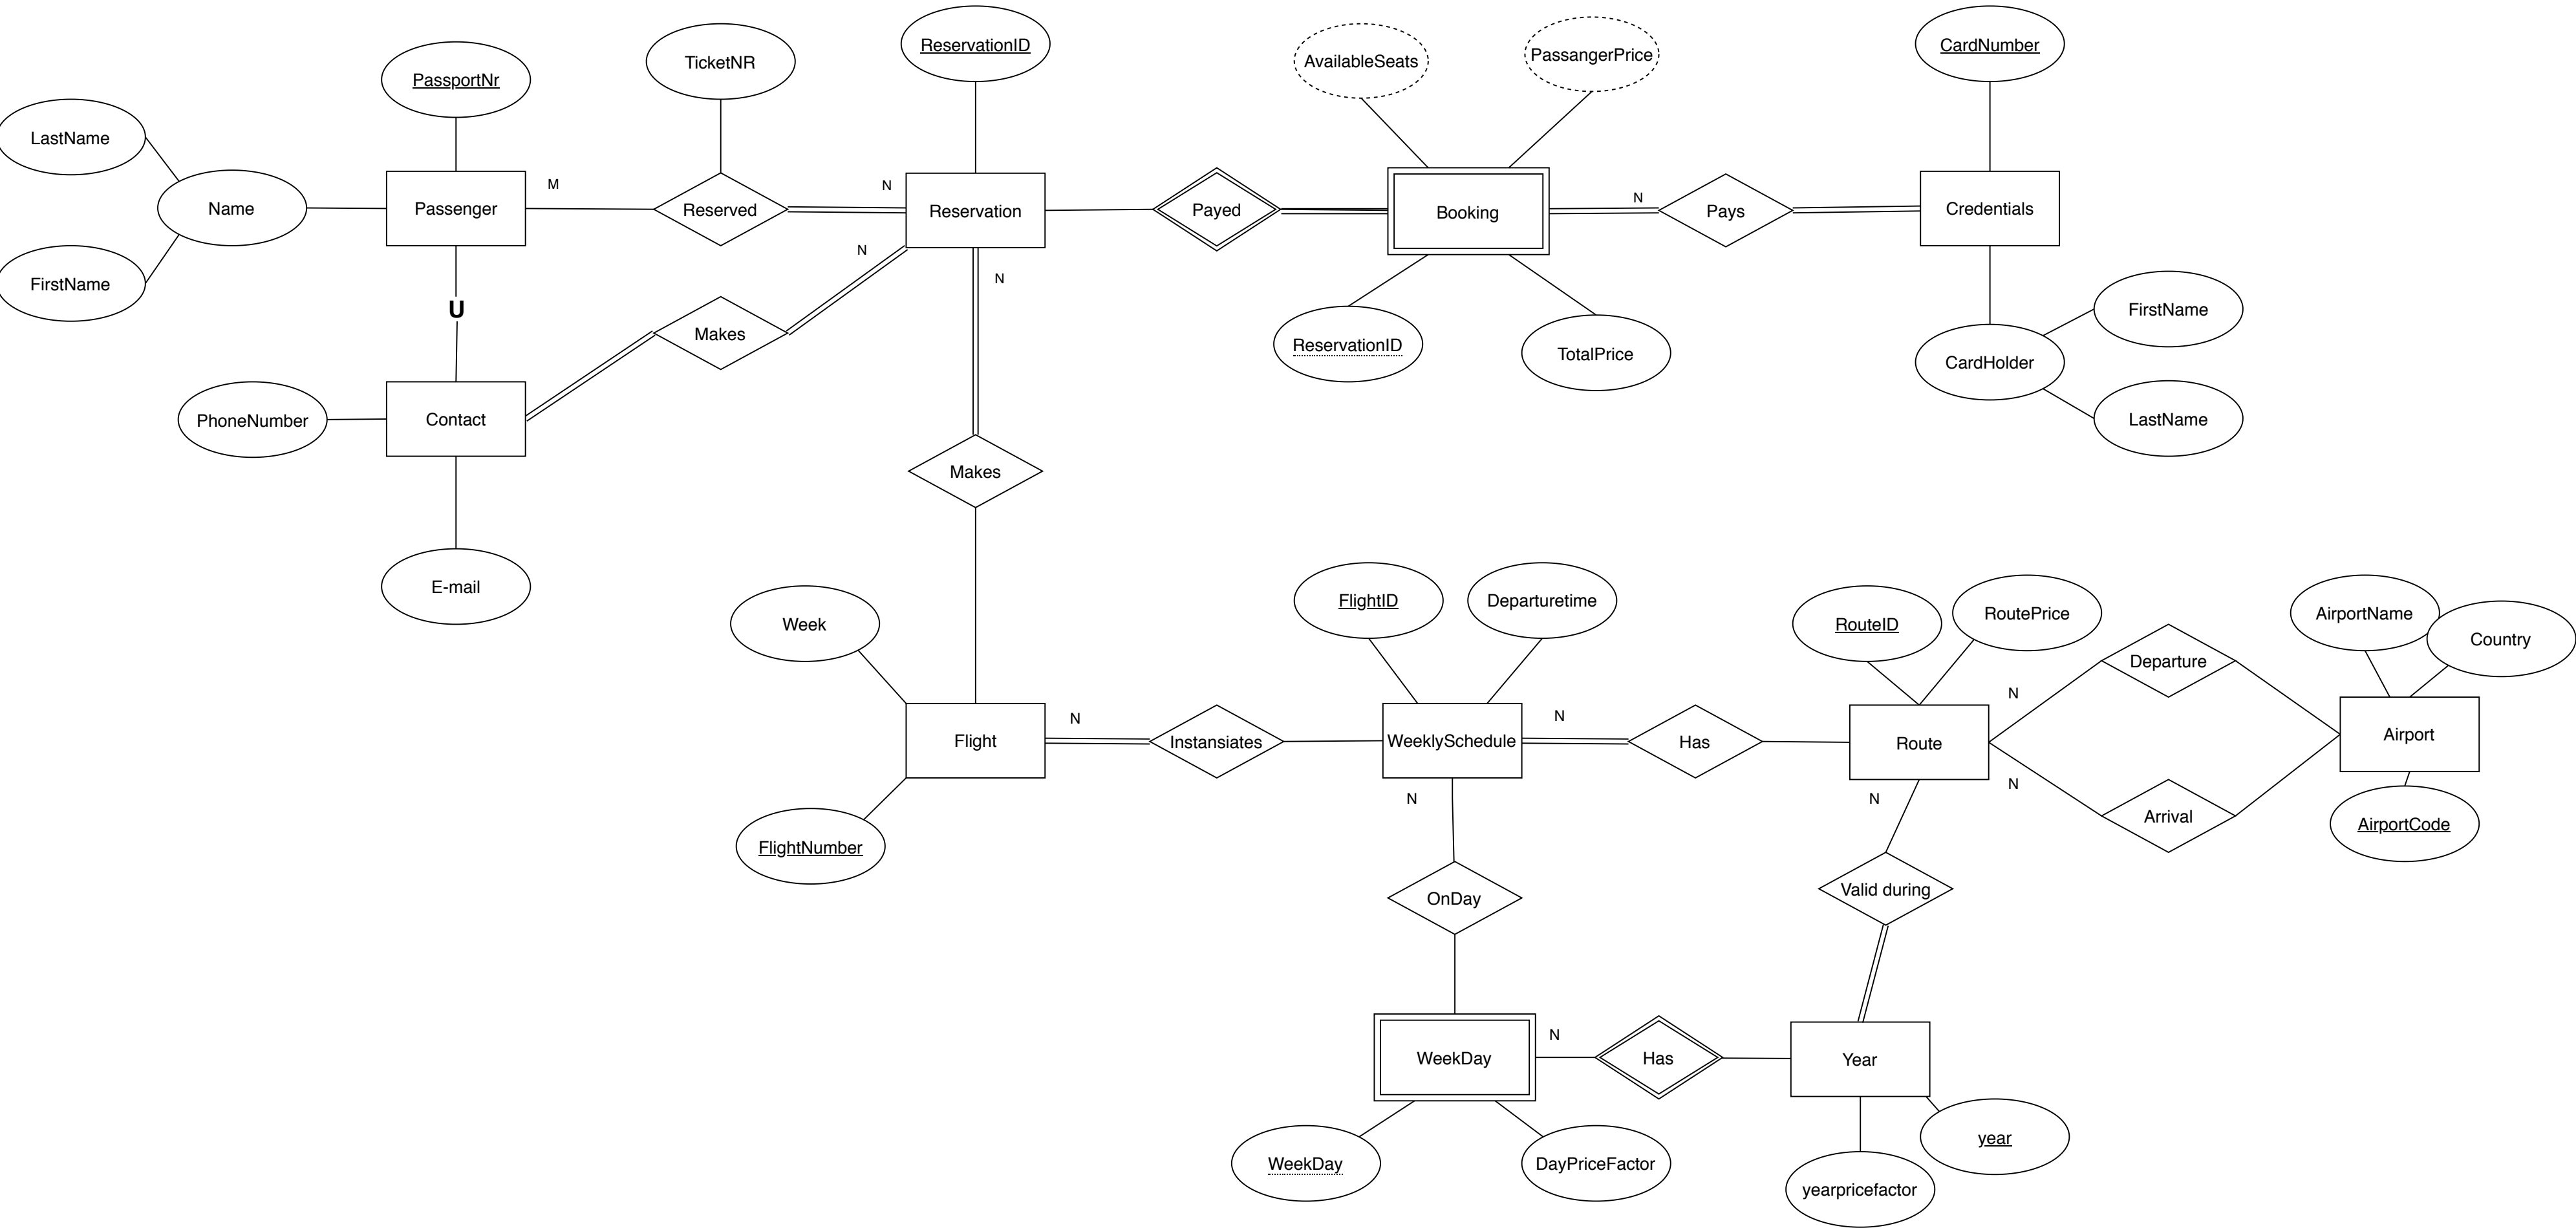 ReservationID
CardNumber
PassangerPrice
AvailableSeats
TicketNR
PassportNr
LastName
M
N
N
Name
Passenger
Reserved
Reservation
Payed
Booking
Pays
Credentials
N
N
FirstName
U
FirstName
Makes
ReservationID
TotalPrice
CardHolder
PhoneNumber
Contact
LastName
Makes
E-mail
Week
FlightID
Departuretime
RouteID
RoutePrice
AirportName
Country
Departure
N
N
N
Flight
Instansiates
WeeklySchedule
Has
Route
Airport
N
N
N
Arrival
AirportCode
FlightNumber
Valid during
OnDay
N
WeekDay
Has
Year
year
WeekDay
DayPriceFactor
yearpricefactor